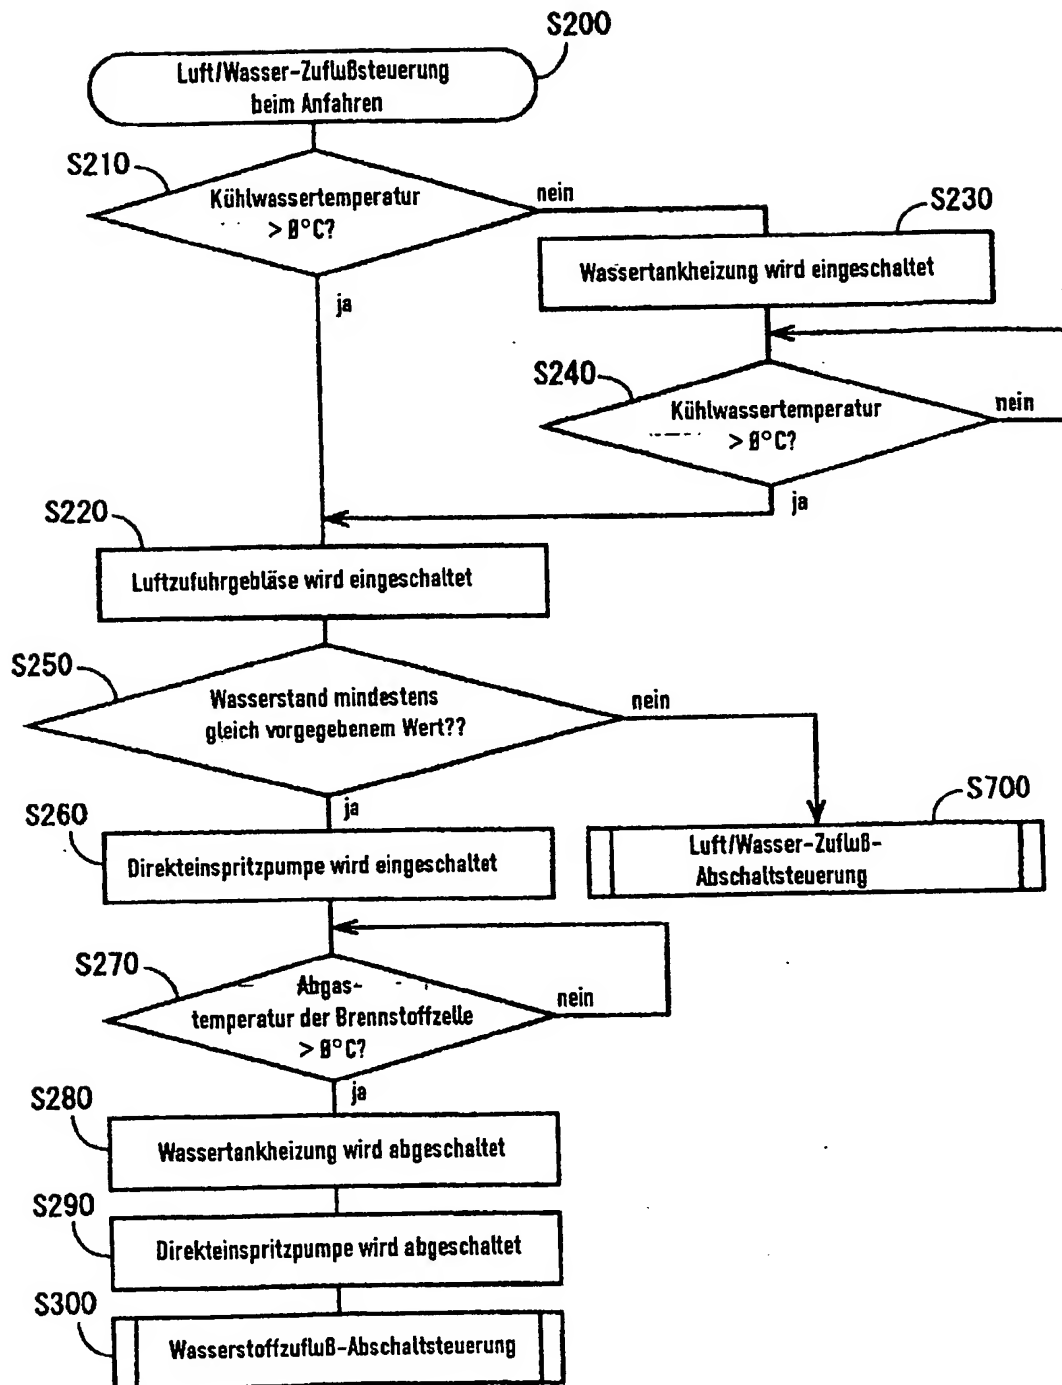 S200
Luft/Wasser-Zuflußsteuerung
beim Anfahren
S210
Kühlwassertemperatur
> 0°C?
nein
ja
S230
Wassertankheizung wird eingeschaltet
S240
Kühlwassertemperatur
> 0°C?
nein
ja
S220
Luftzufuhrgebläse wird eingeschaltet
S250
Wasserstand mindestens
gleich vorgegebenem Wert??
nein
ja
S260
Direkteinspritzpumpe wird eingeschaltet
S700
Luft/Wasser-Zufluß-
Abschaltsteuerung
S270
Abgas-
temperatur der Brennstoffzelle
> 0°C?
nein
ja
S280
Wassertankheizung wird abgeschaltet
S290
Direkteinspritzpumpe wird abgeschaltet
S300
Wasserstoffzufluß-Abschaltsteuerung